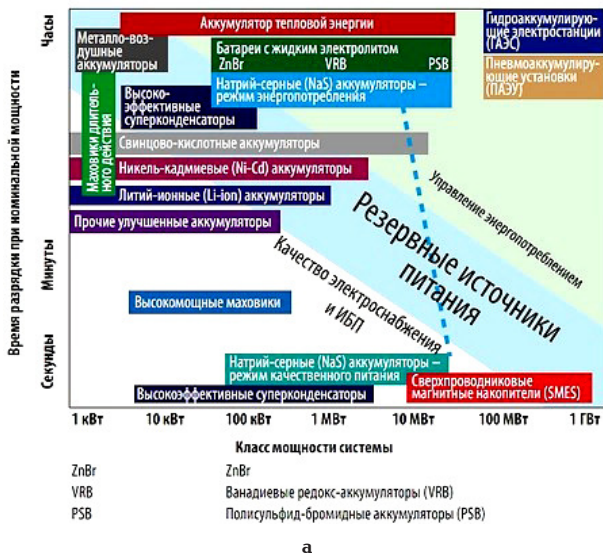 Время разрядки при номинальной мощности
Часы
Минуты
Секунды
Аккумулятор тепловой энергии
Металло-воз-
душные
аккумуляторы
Батареи с жидким электролитом
ZnBr VRB PSB
Гидроаккумулирую-
щие электростанции
(ГАЭС)
Натрий-серные (NaS) аккумуляторы –
режим энергопотребления
Пневмоаккумулиру-
ющие установки
(ПАЭУ)
Маховики длитель-
ного действия
Высоко-
эффективные
суперконденсаторы
Свинцово-кислотные аккумуляторы
Никель-кадмиевые (Ni-Cd) аккумуляторы
Литий-ионные (Li-ion) аккумуляторы
Прочие улучшенные аккумуляторы
Управление энергопотреблением
Резервные источники
питания
Качество электроснабжения
и ИБП
Высокомощные маховики
Натрий-серные (NaS) аккумуляторы –
режим качественного питания
Высокоэффективные суперконденсаторы
Сверхпроводниковые
магнитные накопители (SMES)
1 кВт 10 кВт 100 кВт 1 МВт 10 МВт 100 МВт 1 ГВт
Класс мощности системы
ZnBr ZnBr
VRB Ванадиевые редокс-аккумуляторы (VRB)
PSB Полисульфид-бромидные аккумуляторы (PSB)
а